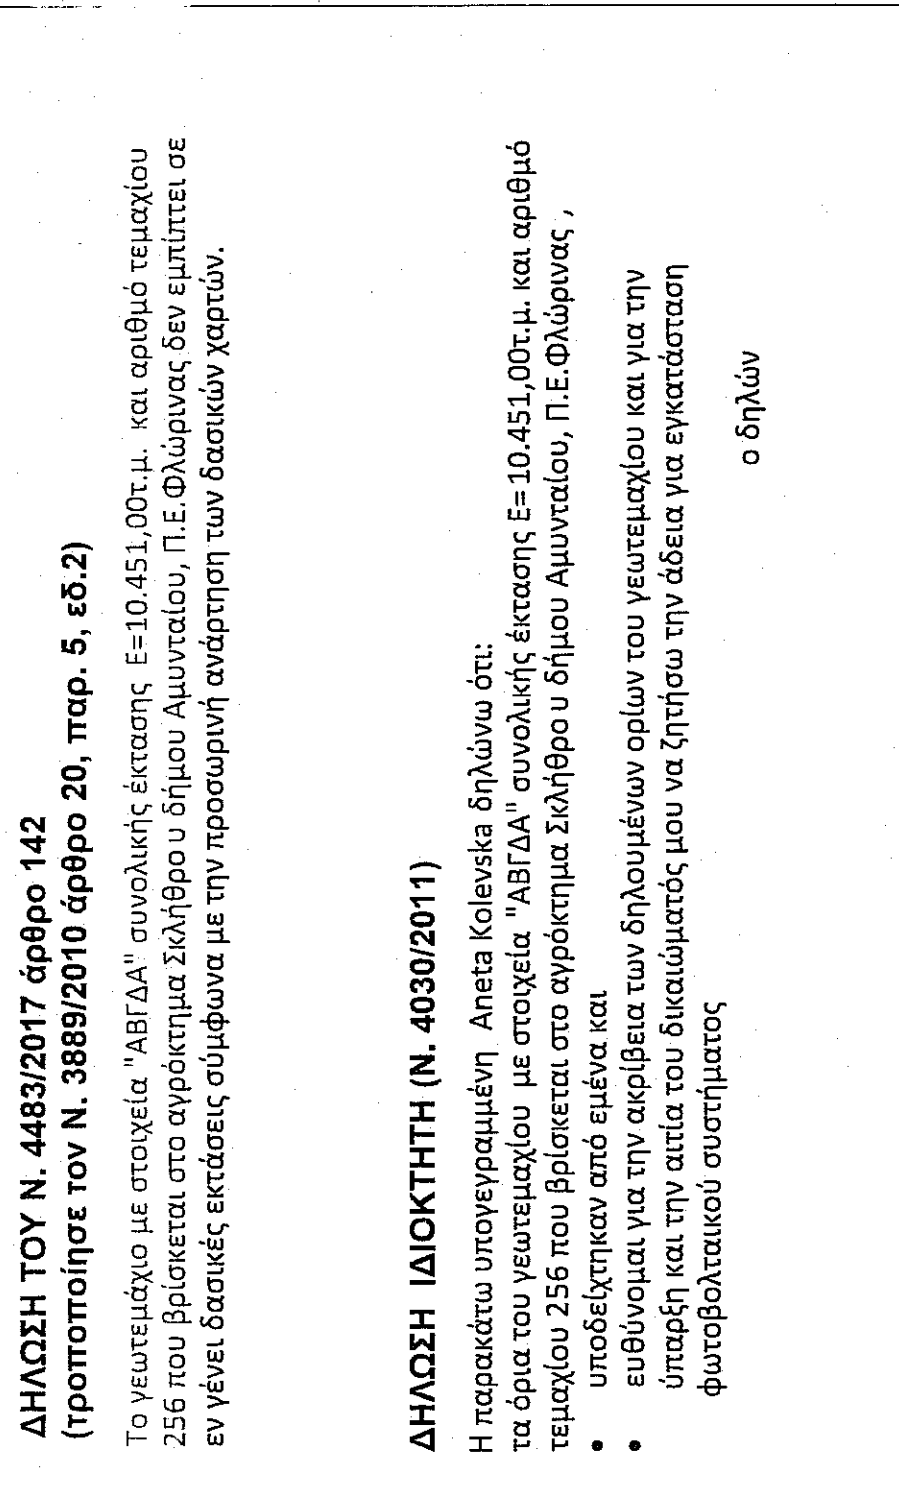 ΔΗΛΩΣΗ ΤΟΥ Ν. 4483/2017 άρθρο 142
(τροποποίησε τον Ν. 3889/2010 άρθρο 20, παρ. 5, εδ.2)
Το γεωτεμάχιο με στοιχεία "ΑΒΓΔΑ" συνολικής έκτασης Ε=10.451,00τ.μ. και αριθμό τεμαχίου
256 που βρίσκεται στο αγρόκτημα Σκλήθρο υ δήμου Αμυνταίου, Π.Ε.Φλώρινας δεν εμπίπτει σε
εν γένει δασικές εκτάσεις σύμφωνα με την προσωρινή ανάρτηση των δασικών χαρτών.
ΔΗΛΩΣΗ ΙΔΙΟΚΤΗΤΗ (Ν. 4030/2011)
Η παρακάτω υπογεγραμμένη Aneta Kolevska δηλώνω ότι:
τα όρια του γεωτεμαχίου με στοιχεία "ΑΒΓΔΑ" συνολικής έκτασης Ε=10.451,00τ.μ. και αριθμό
τεμαχίου 256 που βρίσκεται στο αγρόκτημα Σκλήθρο υ δήμου Αμυνταίου, Π.Ε.Φλώρινας ,
• υποδείχτηκαν από εμένα και
• ευθύνομαι για την ακρίβεια των δηλουμένων ορίων του γεωτεμαχίου και για την
ύπαρξη και την αιτία του δικαιώματός μου να ζητήσω την άδεια για εγκατάσταση
φωτοβολταικού συστήματος
ο δηλών